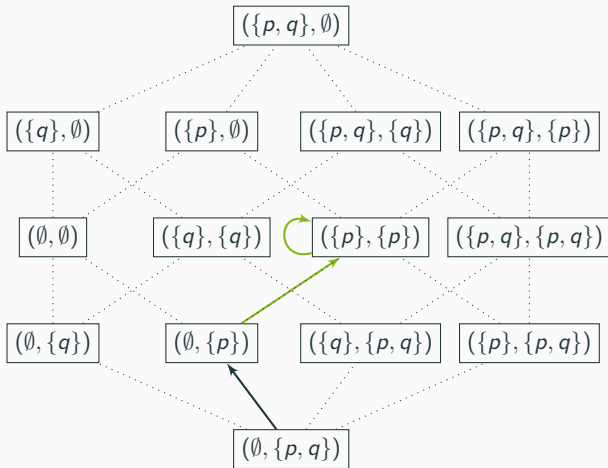 ({p, q}, ∅)
({q}, ∅) ({p}, ∅) ({p, q}, {q}) ({p, q}, {p})
(∅, ∅) ({q}, {q}) ({p}, {p}) ({p, q}, {p, q})
(∅, {q}) (∅, {p}) ({q}, {p, q}) ({p}, {p, q})
(∅, {p, q})